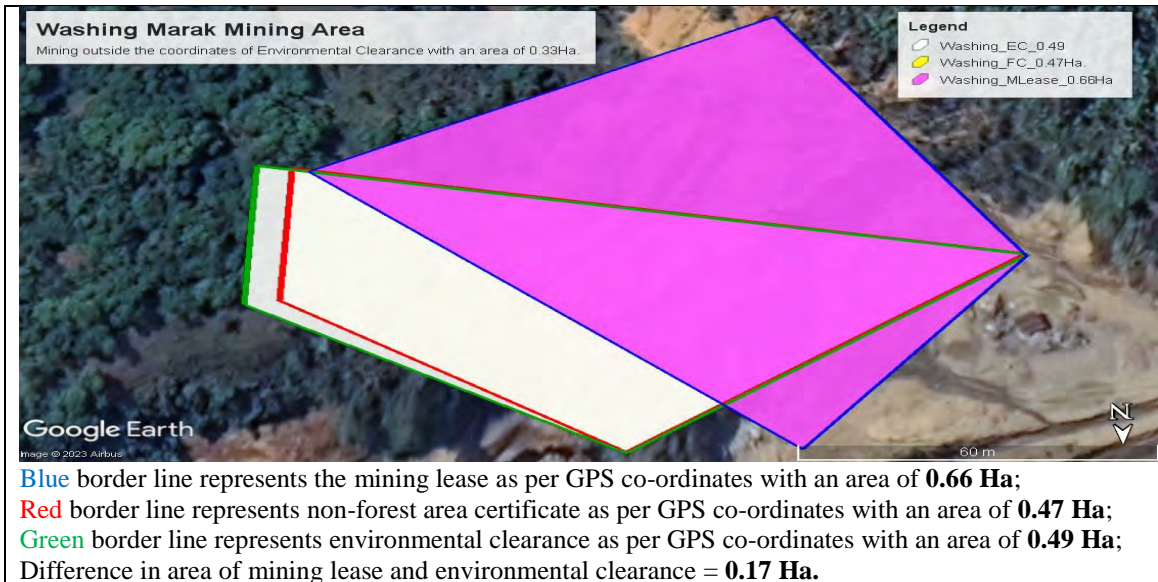 Washing Marak Mining Area
Mining outside the coordinates of Environmental Clearance with an area of 0.33Ha.
Legend
Washing_EC_0.49
Washing_FC_0.47Ha.
Washing_MLease_0.66Ha
N
Google Earth
Image © 2023 Airbus
60 m
Blue border line represents the mining lease as per GPS co-ordinates with an area of 0.66 Ha;
Red border line represents non-forest area certificate as per GPS co-ordinates with an area of 0.47 Ha;
Green border line represents environmental clearance as per GPS co-ordinates with an area of 0.49 Ha;
Difference in area of mining lease and environmental clearance = 0.17 Ha.